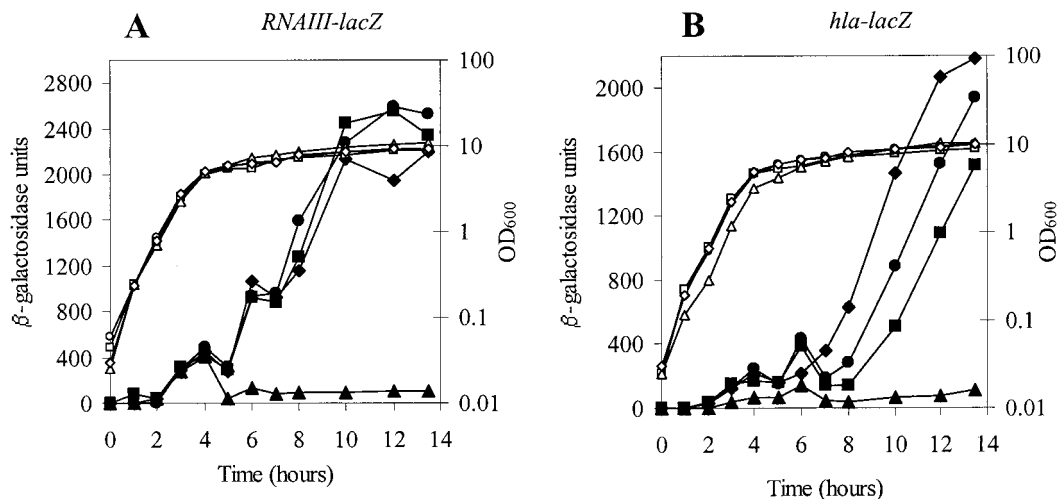 A
RNAIII-lacZ
β-galactosidase units
2800
2400
2000
1600
1200
800
400
0
100
10
1
0.1
0.01
OD600
0 2 4 6 8 10 12 14
Time (hours)
B
hla-lacZ
β-galactosidase units
2000
1600
1200
800
400
0
100
10
1
0.1
0.01
OD600
0 2 4 6 8 10 12 14
Time (hours)